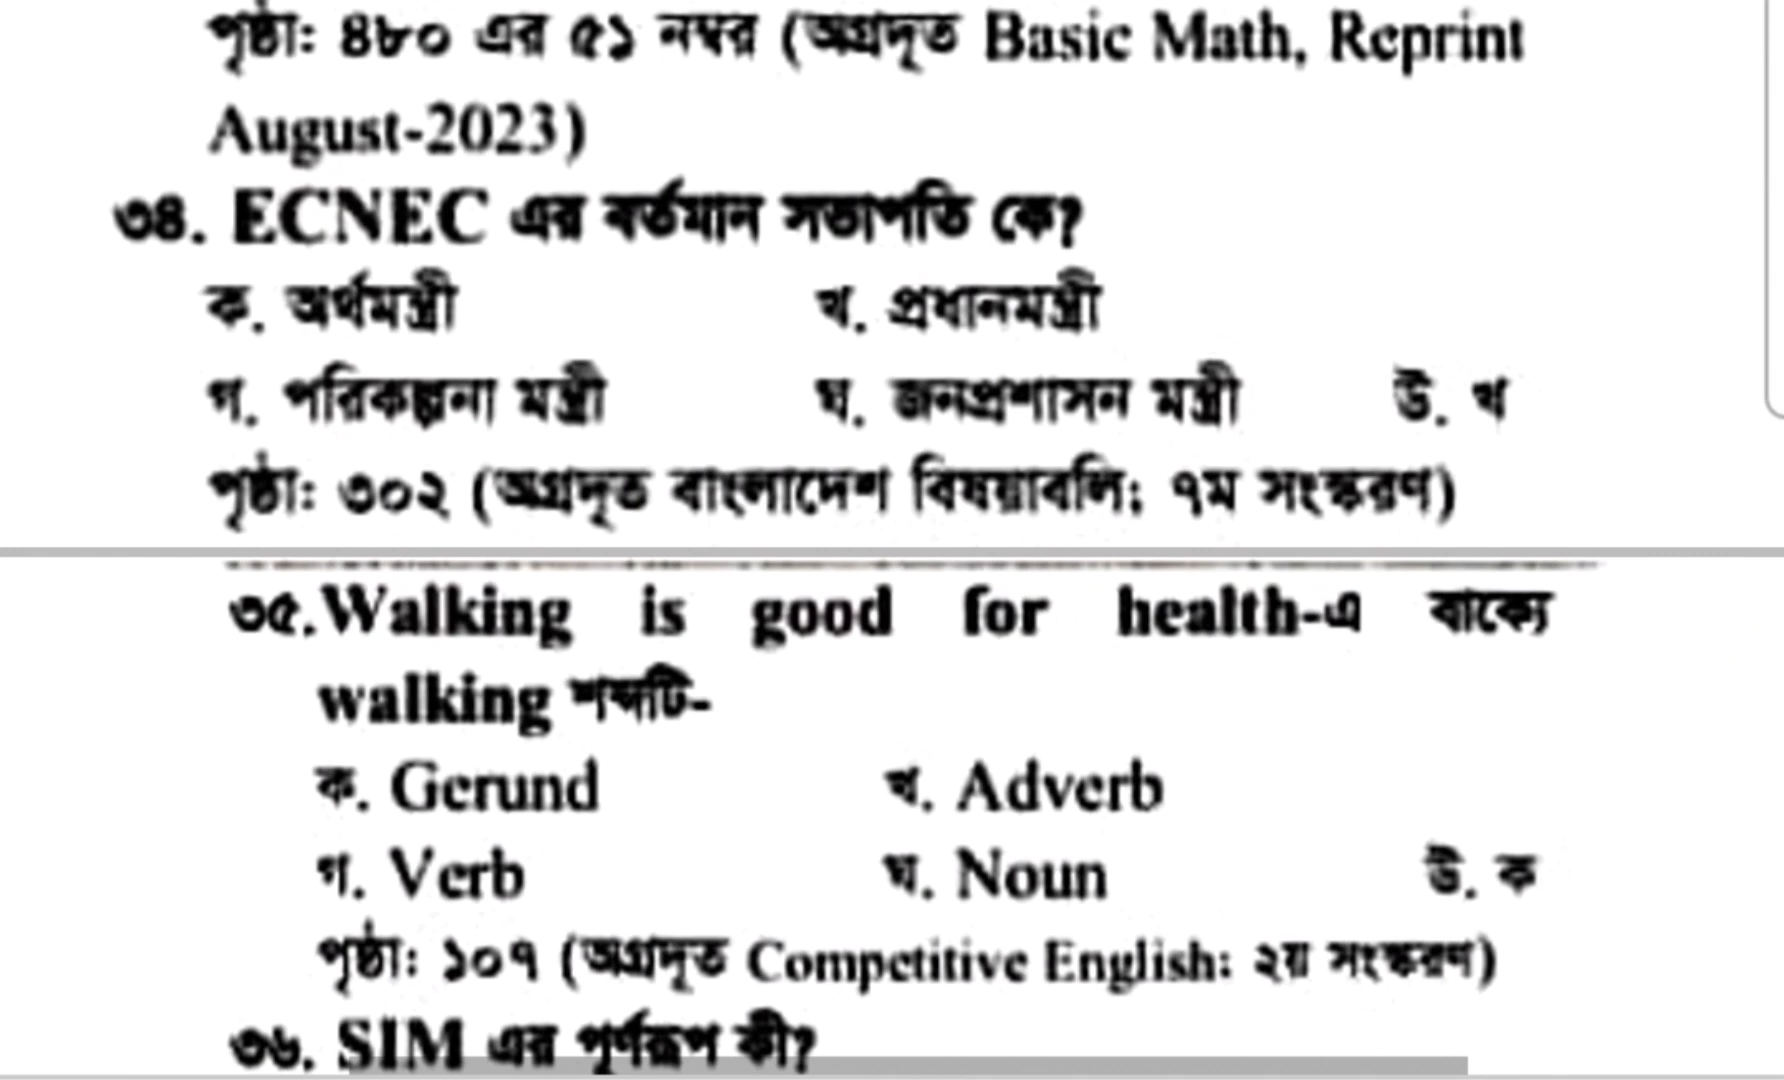 পৃষ্ঠা: ৪৮০ এর ৫১ নম্বর (অগ্রদূত Basic Math, Reprint
August-2023)
৩৪. ECNEC এর বর্তমান সভাপতি কে?
ক. অর্থমন্ত্রী খ. প্রধানমন্ত্রী
গ. পরিকল্পনা মন্ত্রী ঘ. জনপ্রশাসন মন্ত্রী উ. খ
পৃষ্ঠা: ৩০২ (অগ্রদূত বাংলাদেশ বিষয়াবলি; ৭ম সংস্করণ)
৩৫. Walking is good for health-এ বাক্যে
walking শব্দটি-
ক. Gerund খ. Adverb
গ. Verb ঘ. Noun উ. ক
পৃষ্ঠা: ১০৭ (অগ্রদূত Competitive English: ২য় সংস্করণ)
৩৬. SIM এর পূর্ণরূপ কী?